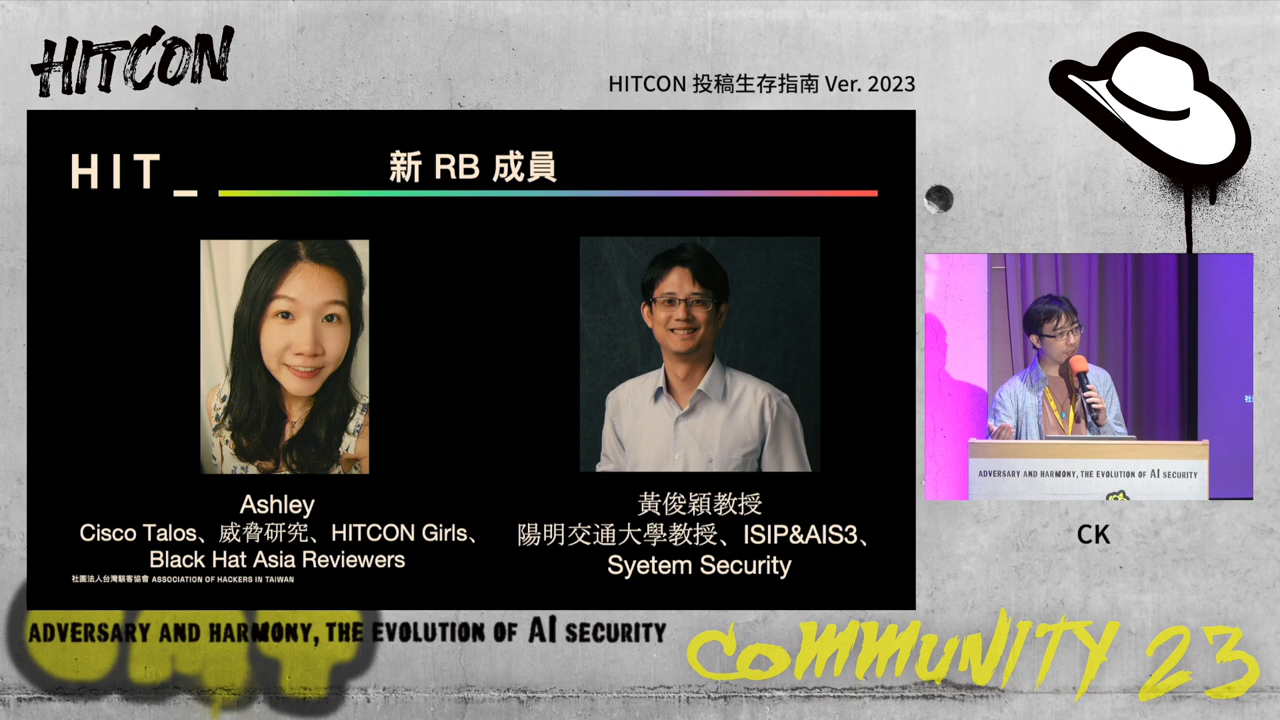 HITCON
HITCON 投稿生存指南 Ver. 2023
HIT_
新 RB 成員
Ashley
Cisco Talos、威脅研究、HITCON Girls、
Black Hat Asia Reviewers
黃俊穎教授
陽明交通大學教授、ISIP&AIS3、
Syetem Security
社團法人台灣駭客協會 ASSOCIATION OF HACKERS IN TAIWAN
ADVERSARY AND HARMONY, THE EVOLUTION OF AI SECURITY
CK
CMT
ADVERSARY AND HARMONY, THE EVOLUTION OF AI SECURITY
COMMUNITY 23